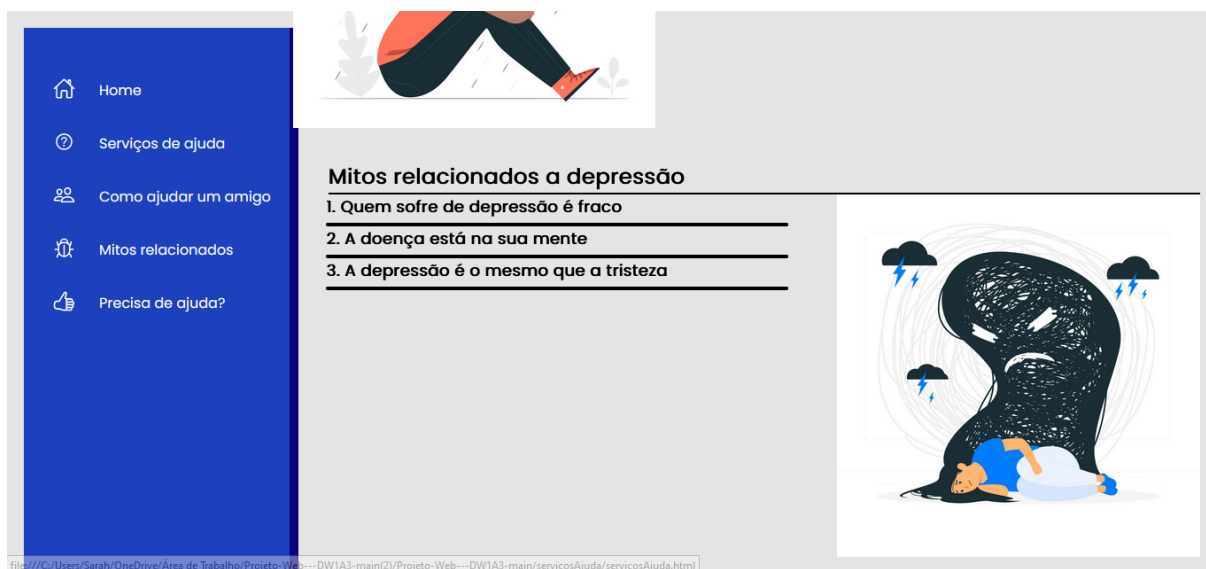 Home
Serviços de ajuda
Como ajudar um amigo
Mitos relacionados
Precisa de ajuda?
Mitos relacionados a depressão
1. Quem sofre de depressão é fraco
2. A doença está na sua mente
3. A depressão é o mesmo que a tristeza
file:///C:/Users/Sarah/OneDrive/Área de Trabalho/Projeto-Web---DW1A3-main(2)/Projeto-Web---DW1A3-main/servicosAjuda/servicosAjuda.html